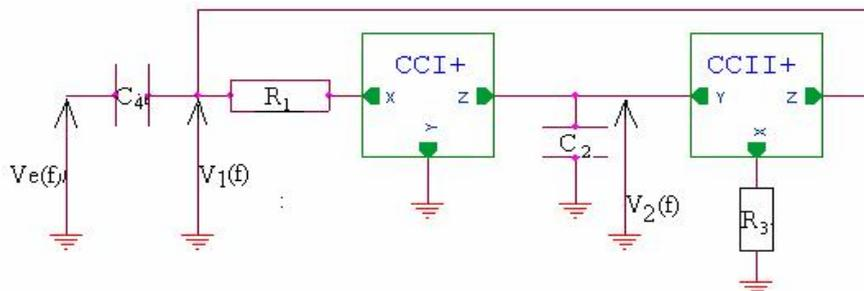 CCI+
CCII+
C4
R1
X
Z
Y
Y
Z
X
C2
Ve(f)
V1(f)
:
V2(f)
R3